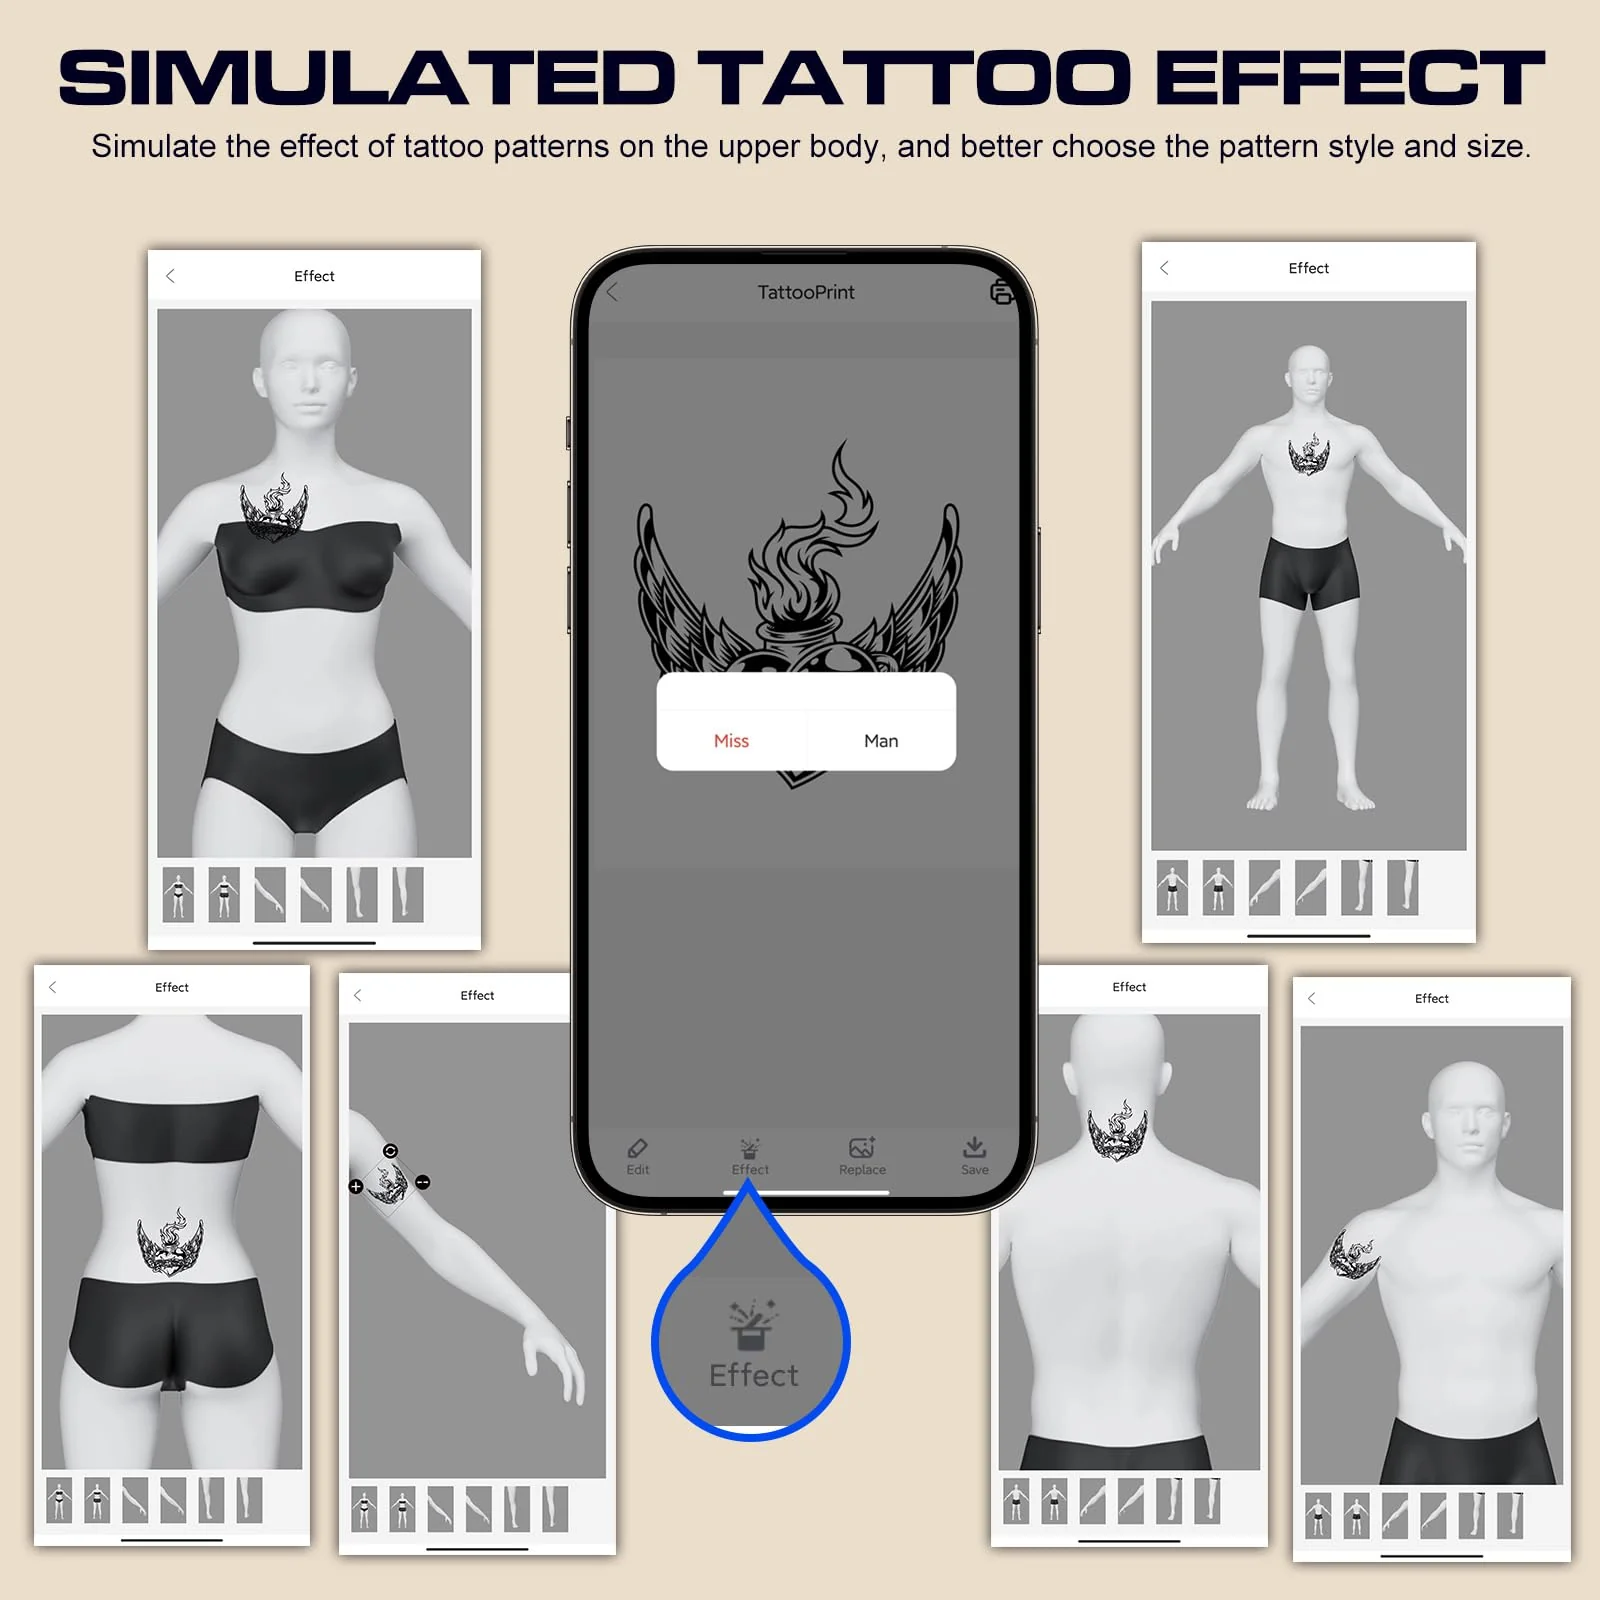 SIMULATED TATTOO EFFECT
Simulate the effect of tattoo patterns on the upper body, and better choose the pattern style and size.
Effect
TattooPrint
Effect
Miss Man
Effect
Effect
Edit Effect Replace Save
Effect
Effect
Effect